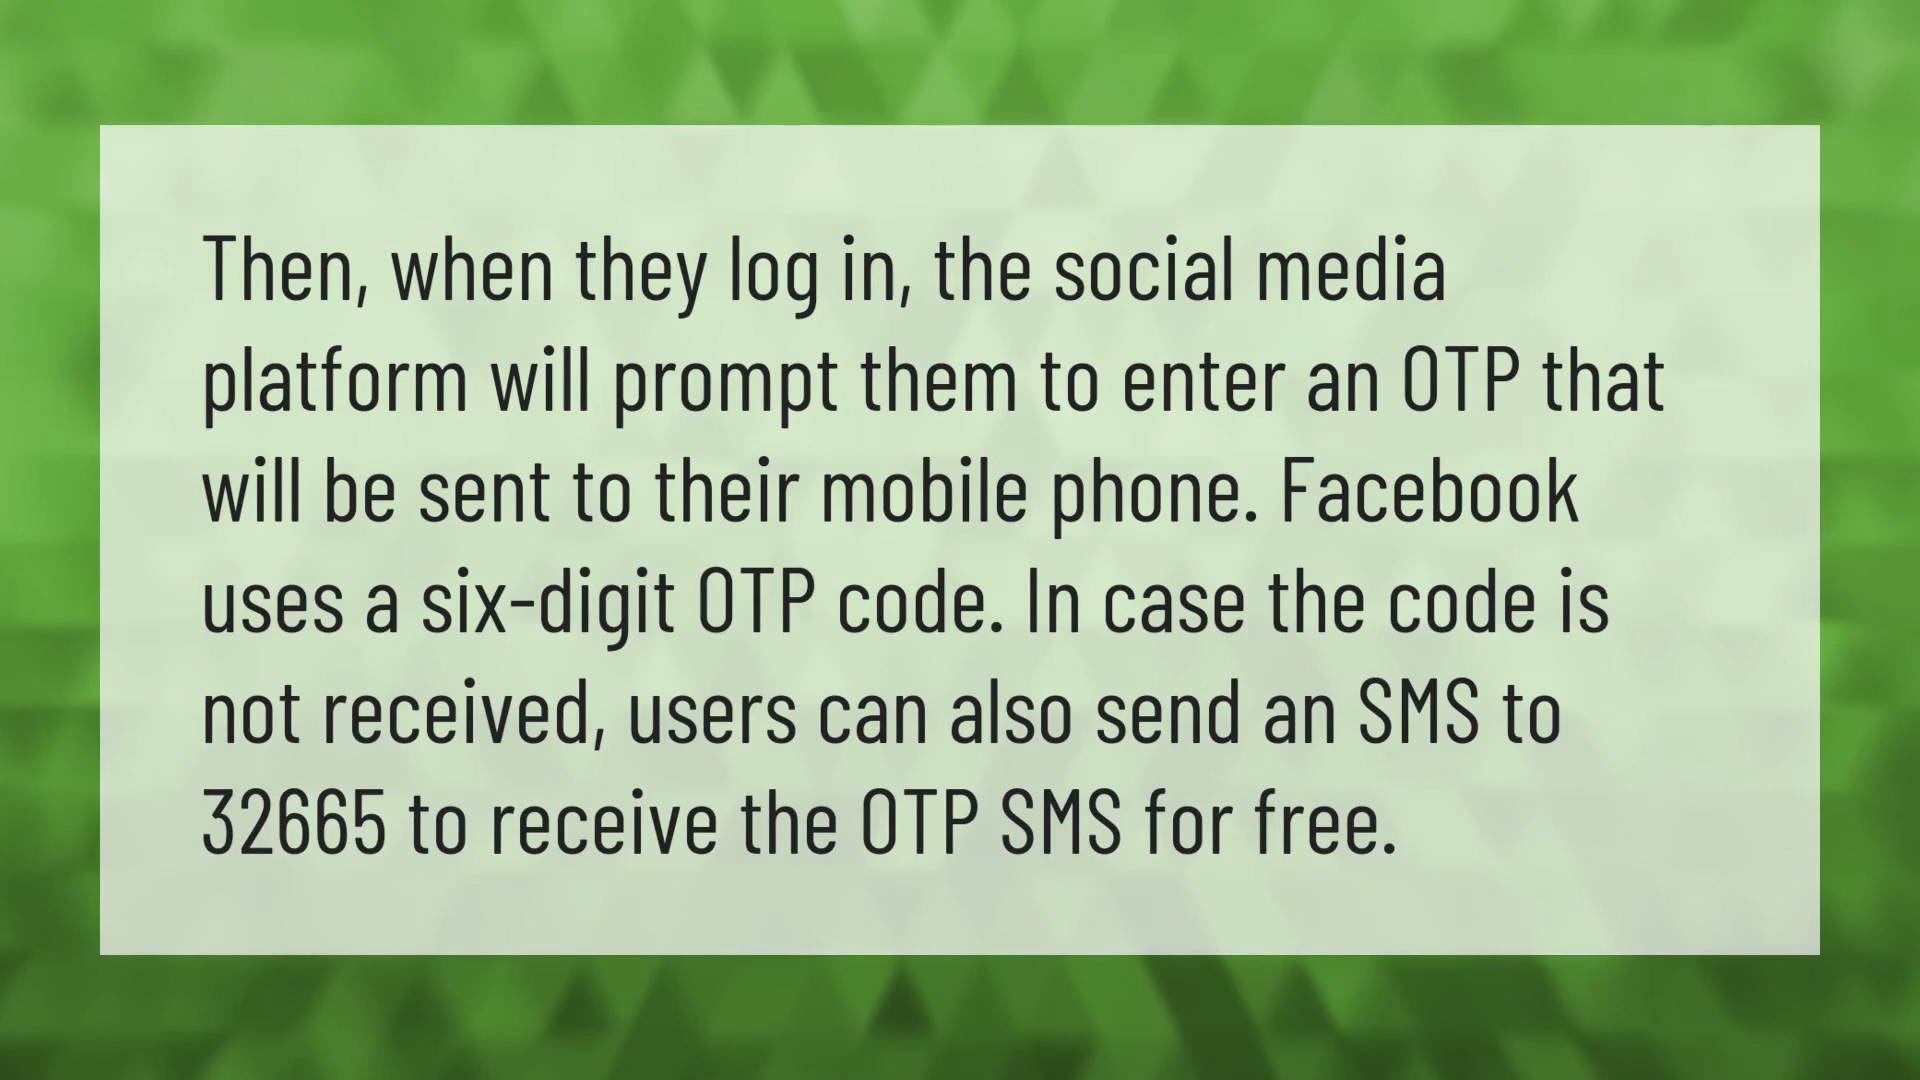 Then, when they log in, the social media
platform will prompt them to enter an OTP that
will be sent to their mobile phone. Facebook
uses a six-digit OTP code. In case the code is
not received, users can also send an SMS to
32665 to receive the OTP SMS for free.